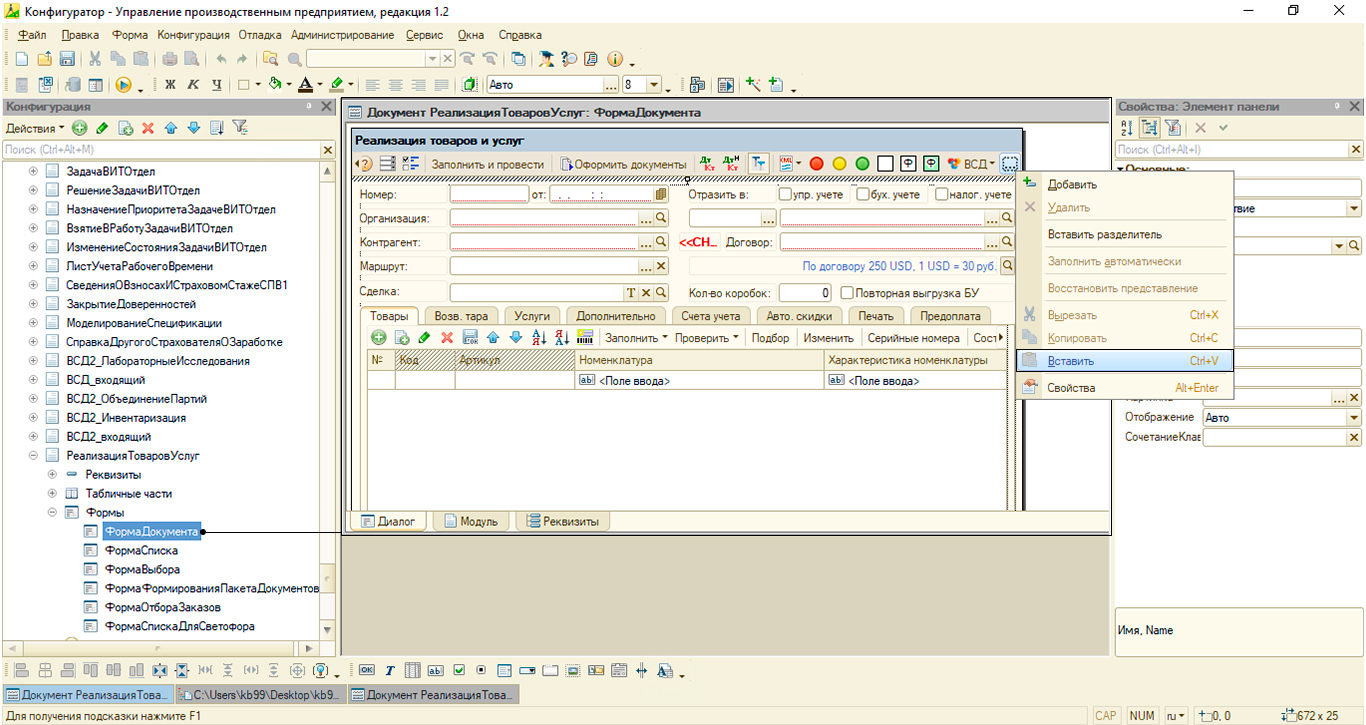 Конфигуратор - Управление производственным предприятием, редакция 1.2
Файл Правка Форма Конфигурация Отладка Администрирование Сервис Окна Справка
Ж К Ч A Авто ... 8
Конфигурация
Действия
Поиск (Ctrl+Alt+M)
ЗадачаВИТОтдел
РешениеЗадачиВИТОтдел
НазначениеПриоритетаЗадачеВИТОтдел
ВзятиеВРаботуЗадачиВИТОтдел
ИзменениеСостоянияЗадачиВИТОтдел
ЛистУчетаРабочегоВремени
СведенияОВзносахИСтраховомСтажеСПВ1
ЗакрытиеДоверенностей
МоделированиеСпецификации
СправкаДругогоСтрахователяОЗаработке
ВСД2_ЛабораторныеИсследования
ВСД_входящий
ВСД2_ОбъединениеПартий
ВСД2_Инвентаризация
ВСД2_входящий
РеализацияТоваровУслуг
Реквизиты
Табличные части
Формы
ФормаДокумента
ФормаСписка
ФормаВыбора
ФормаФормированияПакетаДокументов
ФормаОтбораЗаказов
ФормаСпискаДляСветофора
Документ РеализацияТоваровУслуг: ФормаДокумента
Реализация товаров и услуг
Заполнить и провести Оформить документы Дт Кт Дт Н Кт XML Ф Ф ВСД
Номер: от: . . : : Отразить в: упр. учете бух. учете налог. учете
Организация: ... ... ...
Контрагент: ... <<СН... Договор: ...
Маршрут: ... По договору 250 USD, 1 USD = 30 руб.
Сделка: T Кол-во коробок: 0 Повторная выгрузка БУ
Товары Возв. тара Услуги Дополнительно Счета учета Авто. скидки Печать Предоплата
Заполнить Проверить Подбор Изменить Серийные номера Сост
№ Код Артикул Номенклатура Характеристика номенклатуры
<Поле ввода> <Поле ввода>
Диалог Модуль Реквизиты
Добавить
Удалить
Вставить разделитель
Заполнить автоматически
Восстановить представление
Вырезать Ctrl+X
Копировать Ctrl+C
Вставить Ctrl+V
Свойства Alt+Enter
Свойства: Элемент панели
Поиск (Ctrl+Alt+I)
Основные:
твие
Отображение Авто
СочетаниеКлав
Имя, Name
OK T ab
Документ РеализацияТова... C:\Users\kb99\Desktop\kb9... Документ РеализацияТова...
Для получения подсказки нажмите F1 CAP NUM ru 0, 0 672 x 25